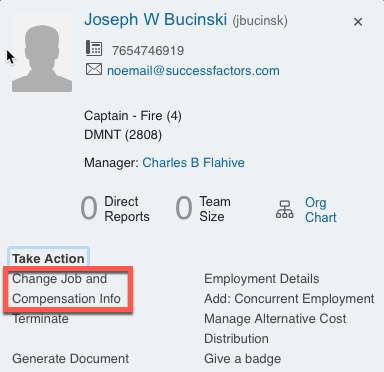 Joseph W Bucinski (jbucinsk)
7654746919
noemail@successfactors.com
Captain - Fire (4)
DMNT (2808)
Manager: Charles B Flahive
0 Direct Reports
0 Team Size
Org Chart
Take Action
Change Job and
Compensation Info
Terminate
Generate Document
Employment Details
Add: Concurrent Employment
Manage Alternative Cost
Distribution
Give a badge